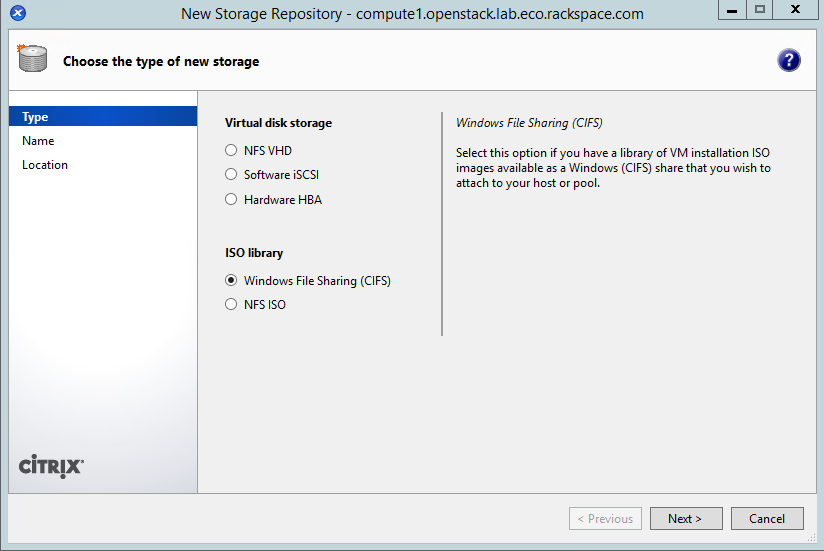 New Storage Repository - compute1.openstack.lab.eco.rackspace.com
Choose the type of new storage
?
Type
Name
Location
Virtual disk storage
NFS VHD
Software iSCSI
Hardware HBA
ISO library
Windows File Sharing (CIFS)
NFS ISO
Windows File Sharing (CIFS)
Select this option if you have a library of VM installation ISO
images available as a Windows (CIFS) share that you wish to
attach to your host or pool.
CITRIX
< Previous
Next >
Cancel